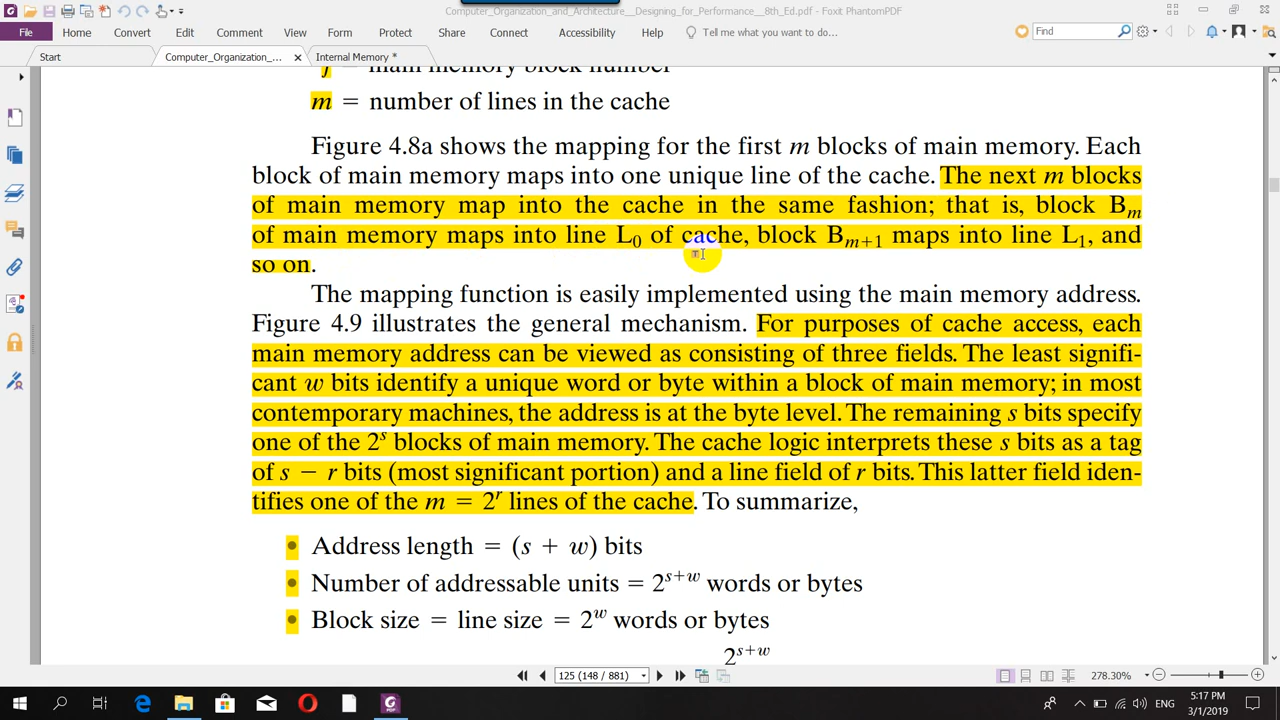 Computer_Organization_and_Architecture__Designing_for_Performance__8th_Ed.pdf - Foxit PhantomPDF
File Home Convert Edit Comment View Form Protect Share Connect Accessibility Help Tell me what you want to do... Find
Start Computer_Organization_... Internal Memory *
j = main memory block number
m = number of lines in the cache
Figure 4.8a shows the mapping for the first m blocks of main memory. Each
block of main memory maps into one unique line of the cache. The next m blocks
of main memory map into the cache in the same fashion; that is, block Bm
of main memory maps into line L0 of cache, block Bm+1 maps into line L1, and
so on.
The mapping function is easily implemented using the main memory address.
Figure 4.9 illustrates the general mechanism. For purposes of cache access, each
main memory address can be viewed as consisting of three fields. The least signifi-
cant w bits identify a unique word or byte within a block of main memory; in most
contemporary machines, the address is at the byte level. The remaining s bits specify
one of the 2^s blocks of main memory. The cache logic interprets these s bits as a tag
of s − r bits (most significant portion) and a line field of r bits. This latter field iden-
tifies one of the m = 2^r lines of the cache. To summarize,
• Address length = (s + w) bits
• Number of addressable units = 2^s+w words or bytes
• Block size = line size = 2^w words or bytes
2^s+w
125 (148 / 881) 278.30%
ENG
5:17 PM
3/1/2019